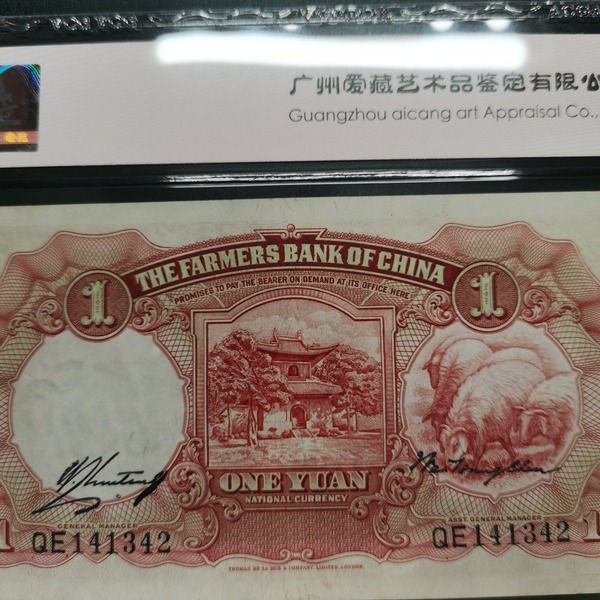 广州爱藏艺术品鉴定有限公
Guangzhou aicang art Appraisal Co.,
THE FARMERS BANK OF CHINA
PROMISES TO PAY THE BEARER ON DEMAND AT ITS OFFICE HERE
1 1
ONE YUAN
NATIONAL CURRENCY
GENERAL MANAGER
ASST. GENERAL MANAGER
1 QE141342 QE141342 1
THOMAS DE LA RUE & COMPANY, LIMITED, LONDON.